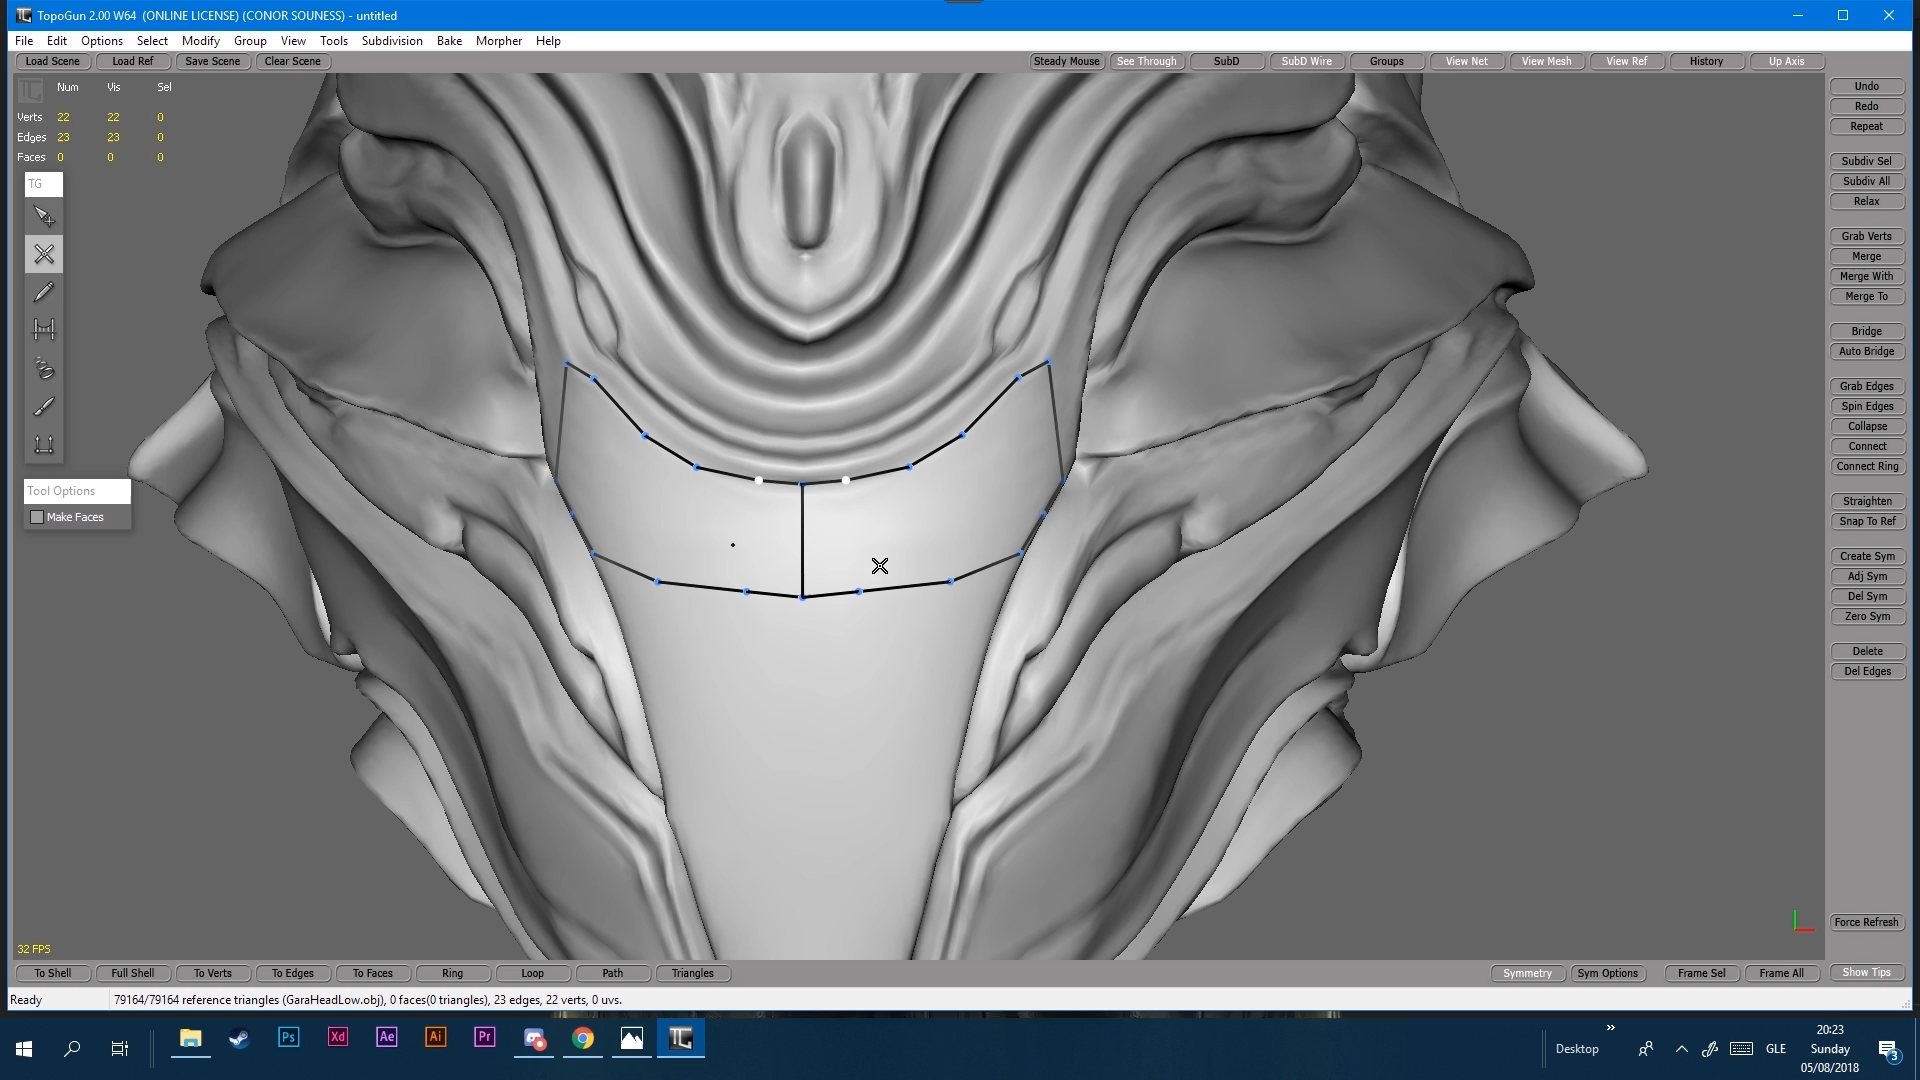 TopoGun 2.00 W64 (ONLINE LICENSE) (CONOR SOUNESS) - untitled
File Edit Options Select Modify Group View Tools Subdivision Bake Morpher Help
Load Scene Load Ref Save Scene Clear Scene Steady Mouse See Through SubD SubD Wire Groups View Net View Mesh View Ref History Up Axis
Num Vis Sel
Verts 22 22 0
Edges 23 23 0
Faces 0 0 0
TG
Tool Options
Make Faces
Undo
Redo
Repeat
Subdiv Sel
Subdiv All
Relax
Grab Verts
Merge
Merge With
Merge To
Bridge
Auto Bridge
Grab Edges
Spin Edges
Collapse
Connect
Connect Ring
Straighten
Snap To Ref
Create Sym
Adj Sym
Del Sym
Zero Sym
Delete
Del Edges
Force Refresh
32 FPS
To Shell Full Shell To Verts To Edges To Faces Ring Loop Path Triangles Symmetry Sym Options Frame Sel Frame All Show Tips
Ready 79164/79164 reference triangles (GaraHeadLow.obj), 0 faces(0 triangles), 23 edges, 22 verts, 0 uvs.
Ps Xd Ae Ai Pr
Desktop GLE
20:23
Sunday
05/08/2018
3